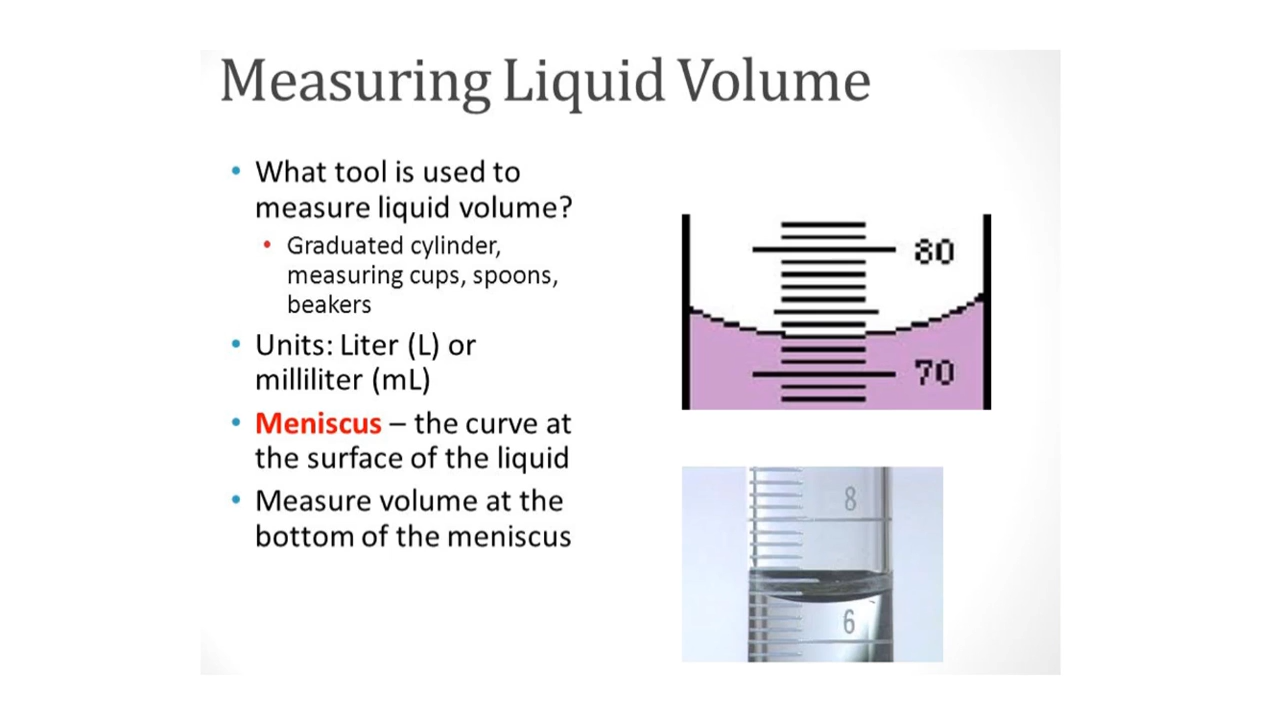 Measuring Liquid Volume
• What tool is used to
measure liquid volume?
• Graduated cylinder,
measuring cups, spoons,
beakers
• Units: Liter (L) or
milliliter (mL)
• Meniscus – the curve at
the surface of the liquid
• Measure volume at the
bottom of the meniscus
80
70
8
6